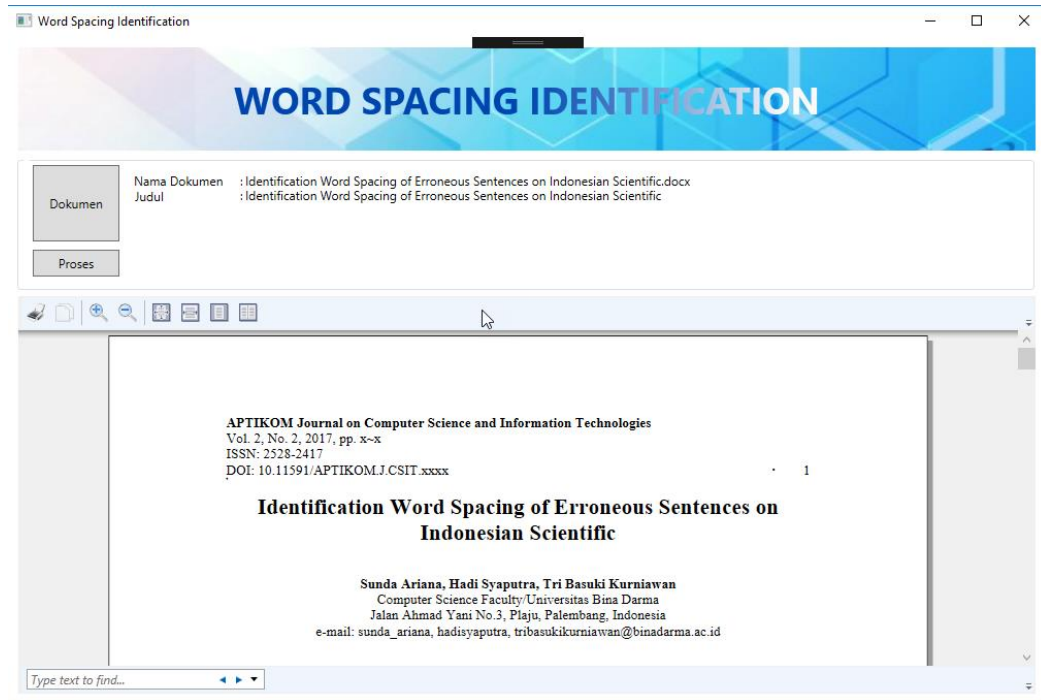 Word Spacing Identification
WORD SPACING IDENTIFICATION
Dokumen
Nama Dokumen : Identification Word Spacing of Erroneous Sentences on Indonesian Scientific.docx
Judul : Identification Word Spacing of Erroneous Sentences on Indonesian Scientific
Proses
APTIKOM Journal on Computer Science and Information Technologies
Vol. 2, No. 2, 2017, pp. x~x
ISSN: 2528-2417
DOI: 10.11591/APTIKOM.J.CSIT.xxxx 1
Identification Word Spacing of Erroneous Sentences on
Indonesian Scientific
Sunda Ariana, Hadi Syaputra, Tri Basuki Kurniawan
Computer Science Faculty/Universitas Bina Darma
Jalan Ahmad Yani No.3, Plaju, Palembang, Indonesia
e-mail: sunda_ariana, hadisyaputra, tribasukikurniawan@binadarma.ac.id
Type text to find...